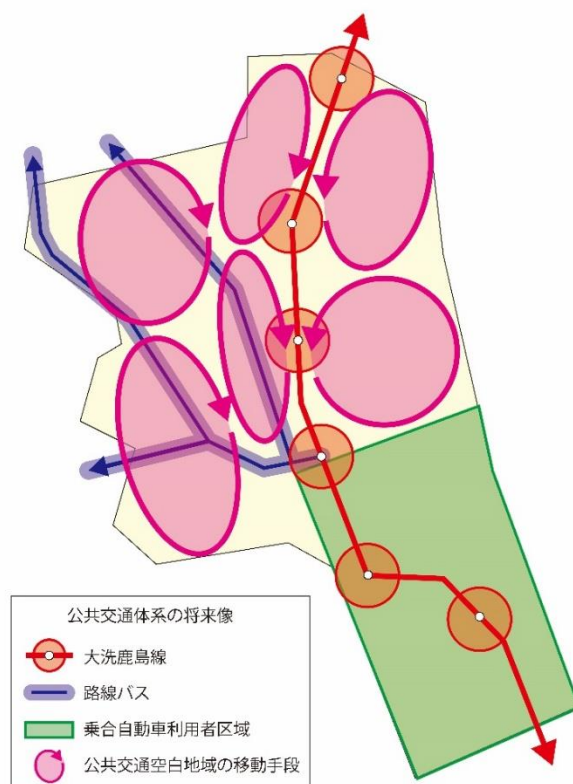 公共交通体系の将来像
大洗鹿島線
路線バス
乗合自動車利用者区域
公共交通空白地域の移動手段